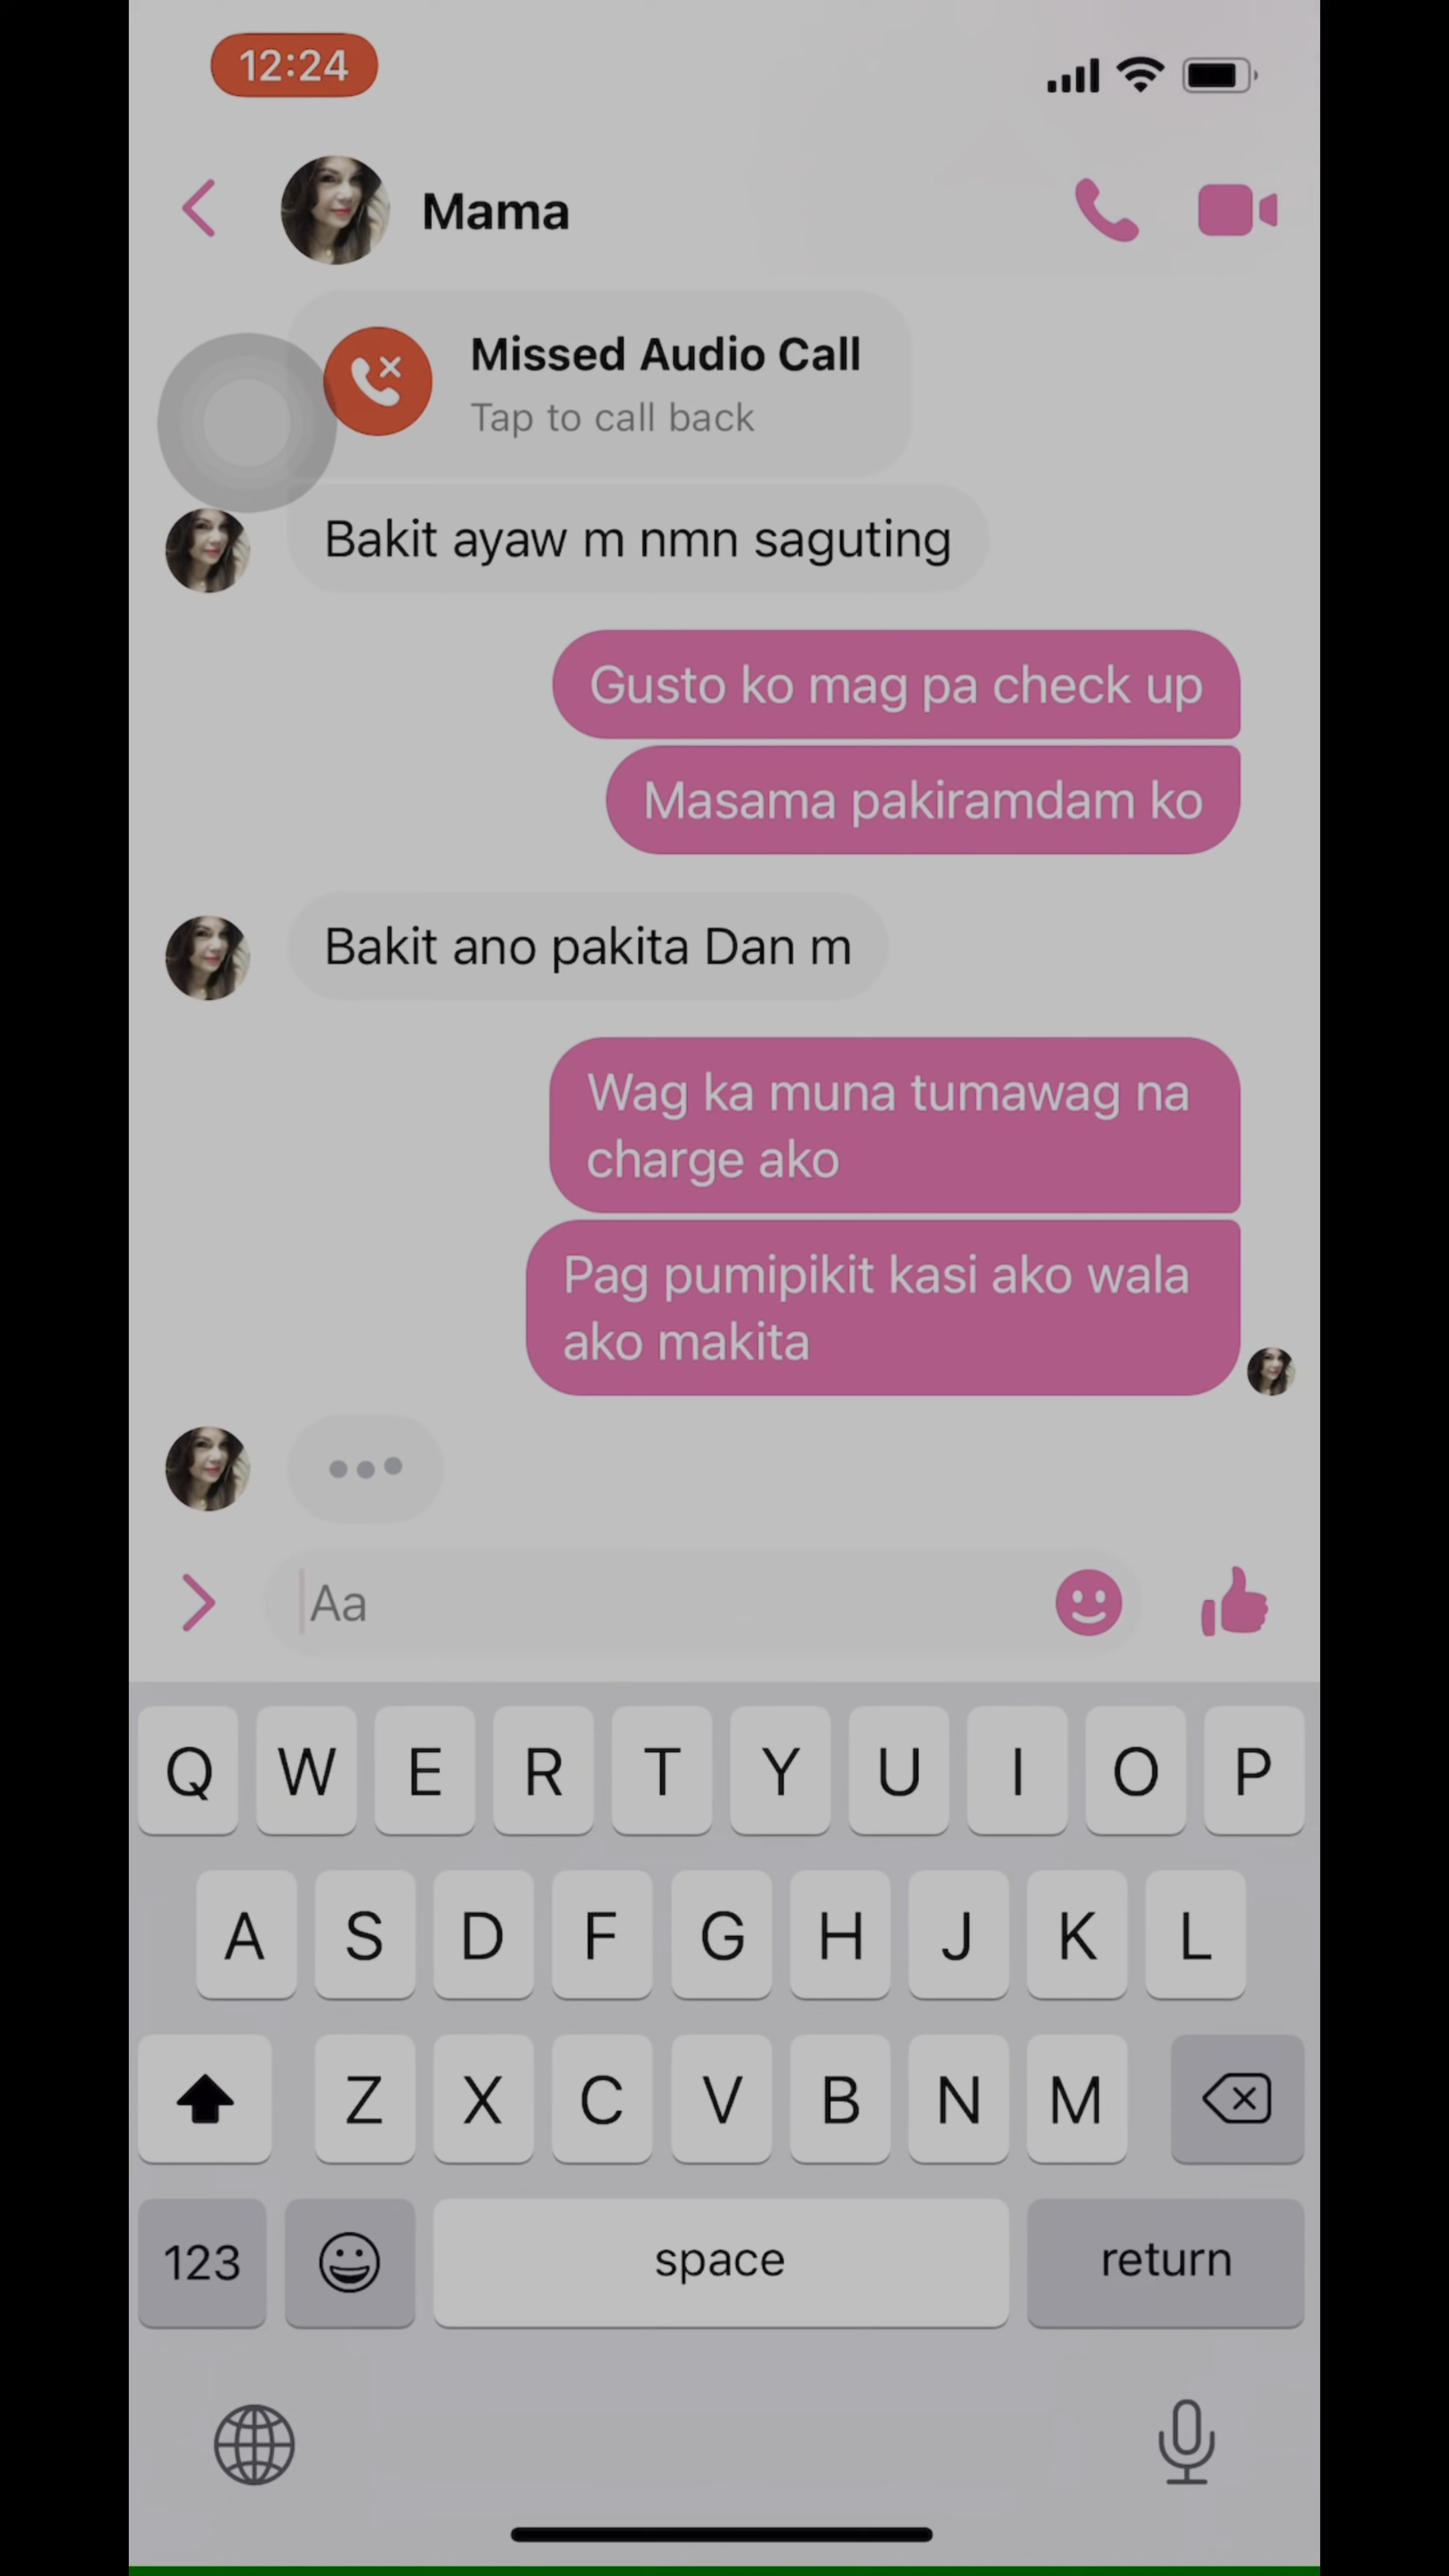 12:24
Mama
Missed Audio Call
Tap to call back
Bakit ayaw m nmn saguting
Gusto ko mag pa check up
Masama pakiramdam ko
Bakit ano pakita Dan m
Wag ka muna tumawag na
charge ako
Pag pumipikit kasi ako wala
ako makita
Aa
Q W E R T Y U I O P
A S D F G H J K L
Z X C V B N M
123 space return